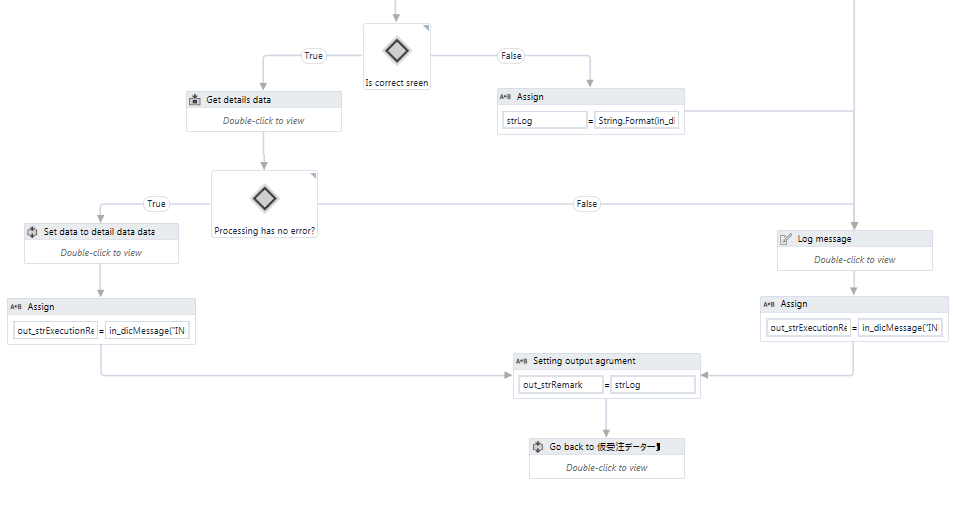 True
False
Is correct sreen
Get details data
Double-click to view
Assign
strLog
=
String.Format(in_di
True
False
Processing has no error?
Set data to detail data data
Double-click to view
Log message
Double-click to view
Assign
out_strExecutionRe
=
in_dicMessage("IN
Assign
out_strExecutionRe
=
in_dicMessage("IN
Setting output agrument
out_strRemark
=
strLog
Go back to 仮受注データ一
Double-click to view